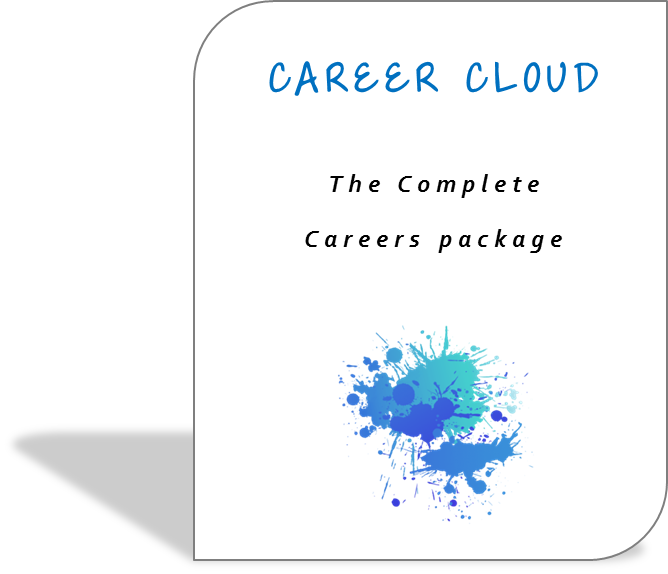 CAREER CLOUD
The Complete
Careers package